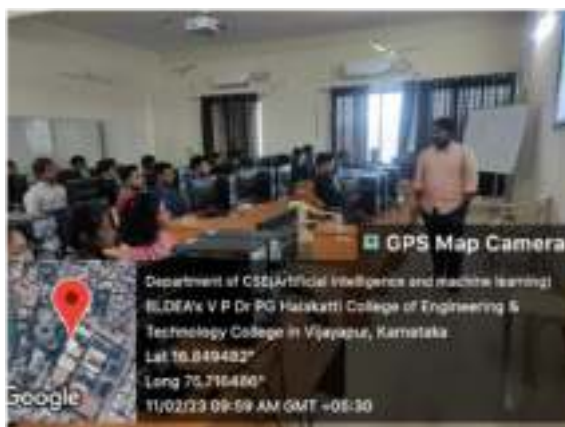 GPS Map Camera
Department of CSE(Artificial intelligence and machine learning)
BLDEA's V P Dr PG Halakatti College of Engineering &
Technology College in Vijayapur, Karnataka
Lat 16.849482°
Long 75.716486°
11/02/23 09:59 AM GMT +05:30
Google